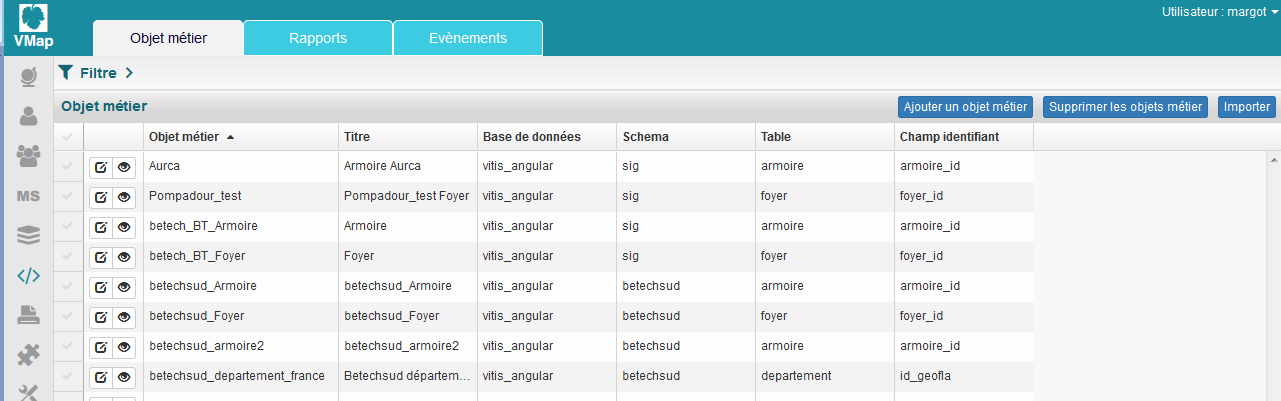 Utilisateur : margot
VMap
Objet métier Rapports Evènements
Filtre
Objet métier Ajouter un objet métier Supprimer les objets métier Importer
Objet métier Titre Base de données Schema Table Champ identifiant
Aurca Armoire Aurca vitis_angular sig armoire armoire_id
Pompadour_test Pompadour_test Foyer vitis_angular sig foyer foyer_id
betech_BT_Armoire Armoire vitis_angular sig armoire armoire_id
betech_BT_Foyer Foyer vitis_angular sig foyer foyer_id
MS
betechsud_Armoire betechsud_Armoire vitis_angular betechsud armoire armoire_id
betechsud_Foyer betechsud_Foyer vitis_angular betechsud foyer foyer_id
betechsud_armoire2 betechsud_armoire2 vitis_angular betechsud armoire armoire_id
betechsud_departement_france Betechsud départem... vitis_angular betechsud departement id_geofla